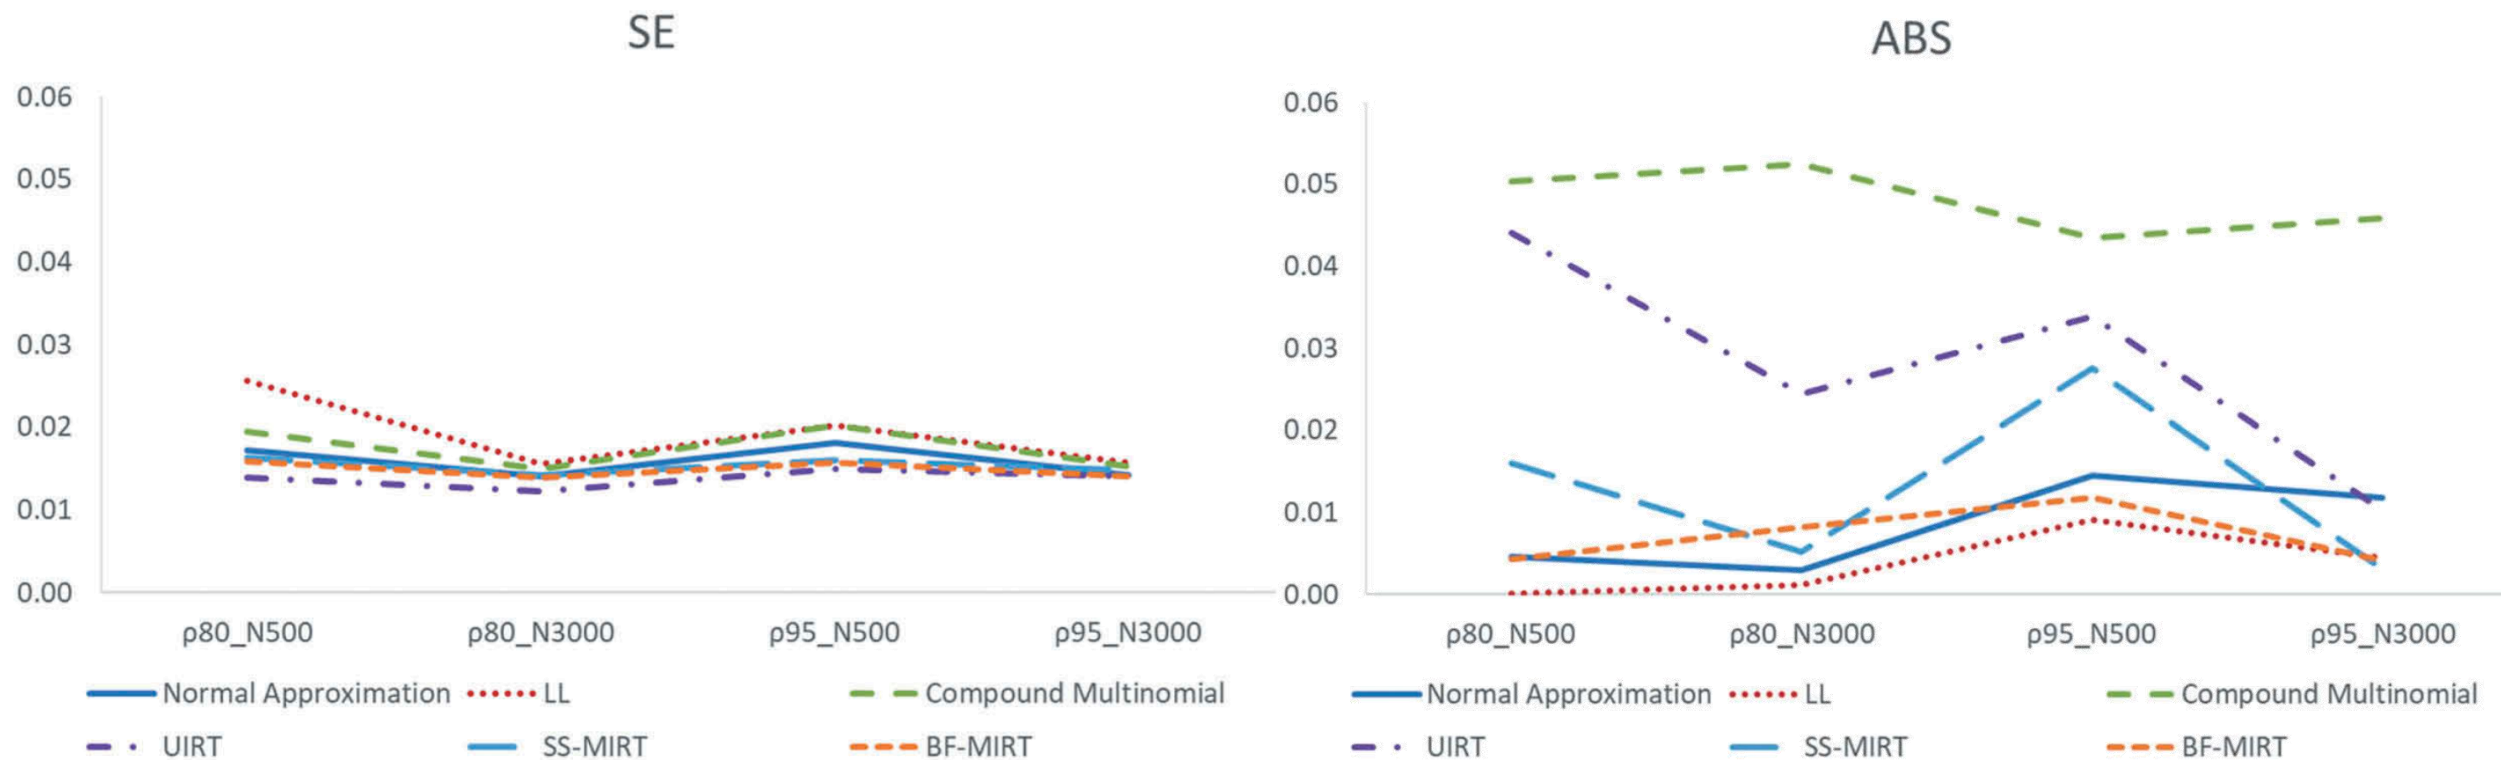 SE
0.06
0.05
0.04
0.03
0.02
0.01
0.00
ρ80_N500 ρ80_N3000 ρ95_N500 ρ95_N3000
Normal Approximation LL Compound Multinomial
UIRT SS-MIRT BF-MIRT
ABS
0.06
0.05
0.04
0.03
0.02
0.01
0.00
ρ80_N500 ρ80_N3000 ρ95_N500 ρ95_N3000
Normal Approximation LL Compound Multinomial
UIRT SS-MIRT BF-MIRT